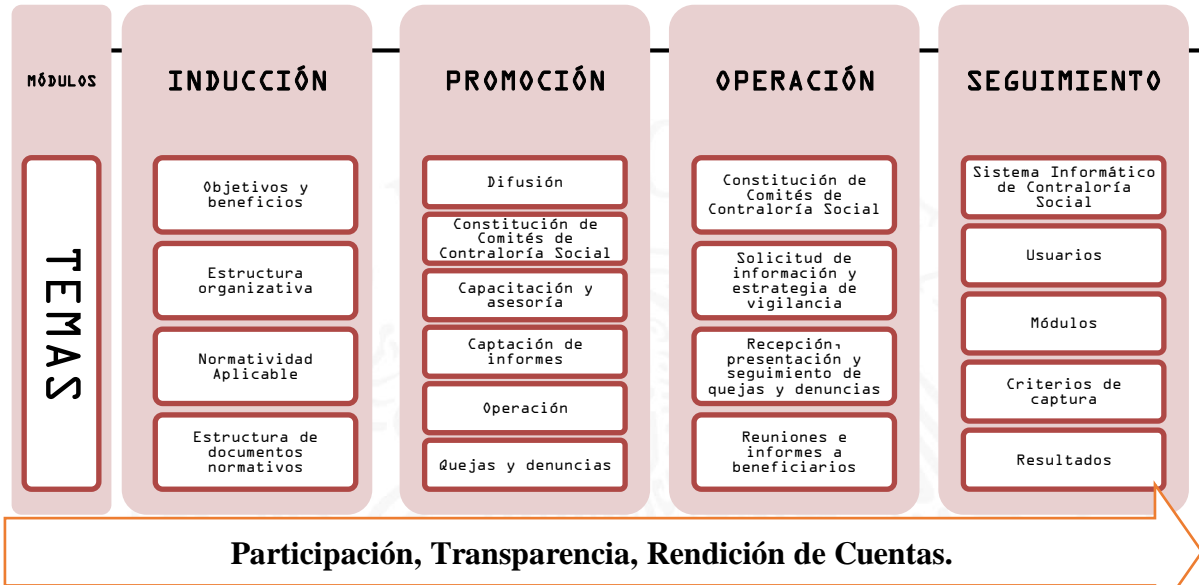 MÓDULOS
TEMAS
INDUCCIÓN
Objetivos y
beneficios
Estructura
organizativa
Normatividad
Aplicable
Estructura de
documentos
normativos
PROMOCIÓN
Difusión
Constitución de
Comités de
Contraloría Social
Capacitación y
asesoría
Captación de
informes
Operación
Quejas y denuncias
OPERACIÓN
Constitución de
Comités de
Contraloría Social
Solicitud de
información y
estrategia de
vigilancia
Recepción,
presentación y
seguimiento de
quejas y denuncias
Reuniones e
informes a
beneficiarios
SEGUIMIENTO
Sistema Informático
de Contraloría
Social
Usuarios
Módulos
Criterios de
captura
Resultados
Participación, Transparencia, Rendición de Cuentas.